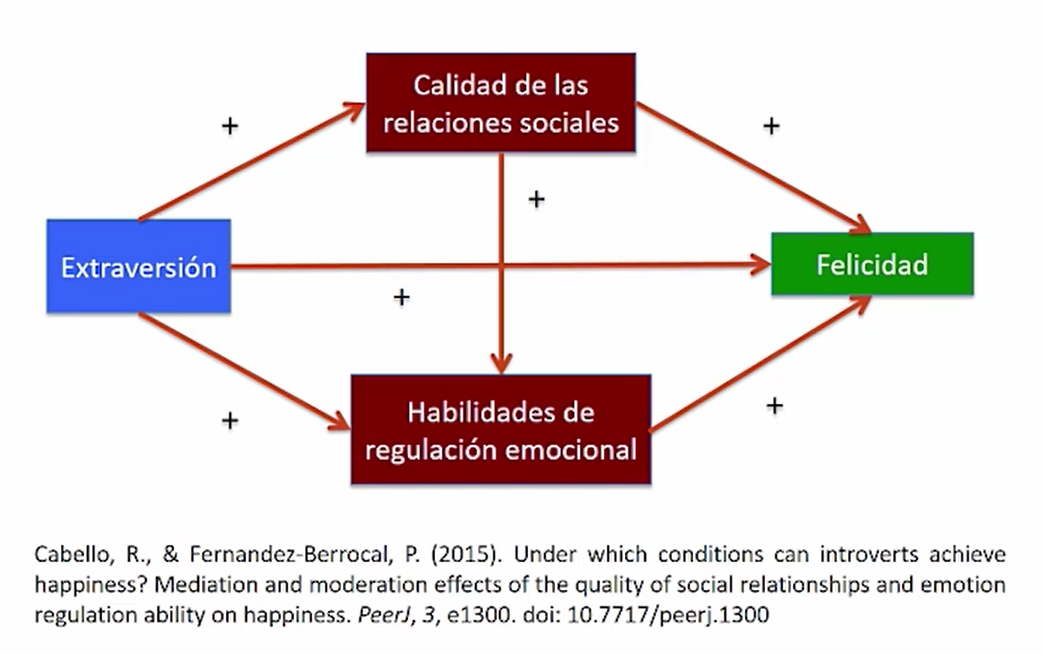 Calidad de las
relaciones sociales
+
+
+
Extraversión
Felicidad
+
Habilidades de
regulación emocional
+
+
Cabello, R., & Fernandez-Berrocal, P. (2015). Under which conditions can introverts achieve
happiness? Mediation and moderation effects of the quality of social relationships and emotion
regulation ability on happiness. PeerJ, 3, e1300. doi: 10.7717/peerj.1300